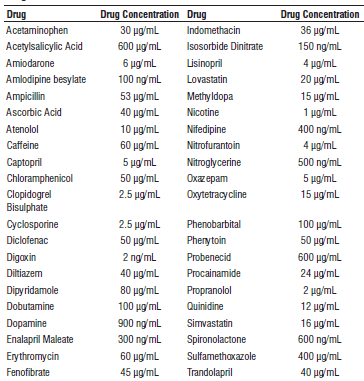 Drug Drug Concentration Drug Drug Concentration
Acetaminophen 30 µg/mL Indomethacin 36 µg/mL
Acetylsalicylic Acid 600 µg/mL Isosorbide Dinitrate 150 ng/mL
Amiodarone 6 µg/mL Lisinopril 4 µg/mL
Amlodipine besylate 100 ng/mL Lovastatin 20 µg/mL
Ampicillin 53 µg/mL Methyldopa 15 µg/mL
Ascorbic Acid 40 µg/mL Nicotine 1 µg/mL
Atenolol 10 µg/mL Nifedipine 400 ng/mL
Caffeine 60 µg/mL Nitrofurantoin 4 µg/mL
Captopril 5 µg/mL Nitroglycerine 500 ng/mL
Chloramphenicol 50 µg/mL Oxazepam 5 µg/mL
Clopidogrel 2.5 µg/mL Oxytetracycline 15 µg/mL
Bisulphate
Cyclosporine 2.5 µg/mL Phenobarbital 100 µg/mL
Diclofenac 50 µg/mL Phenytoin 50 µg/mL
Digoxin 2 ng/mL Probenecid 600 µg/mL
Diltiazem 40 µg/mL Procainamide 24 µg/mL
Dipyridamole 80 µg/mL Propranolol 2 µg/mL
Dobutamine 100 µg/mL Quinidine 12 µg/mL
Dopamine 900 ng/mL Simvastatin 16 µg/mL
Enalapril Maleate 300 ng/mL Spironolactone 600 ng/mL
Erythromycin 60 µg/mL Sulfamethoxazole 400 µg/mL
Fenofibrate 45 µg/mL Trandolapril 40 µg/mL